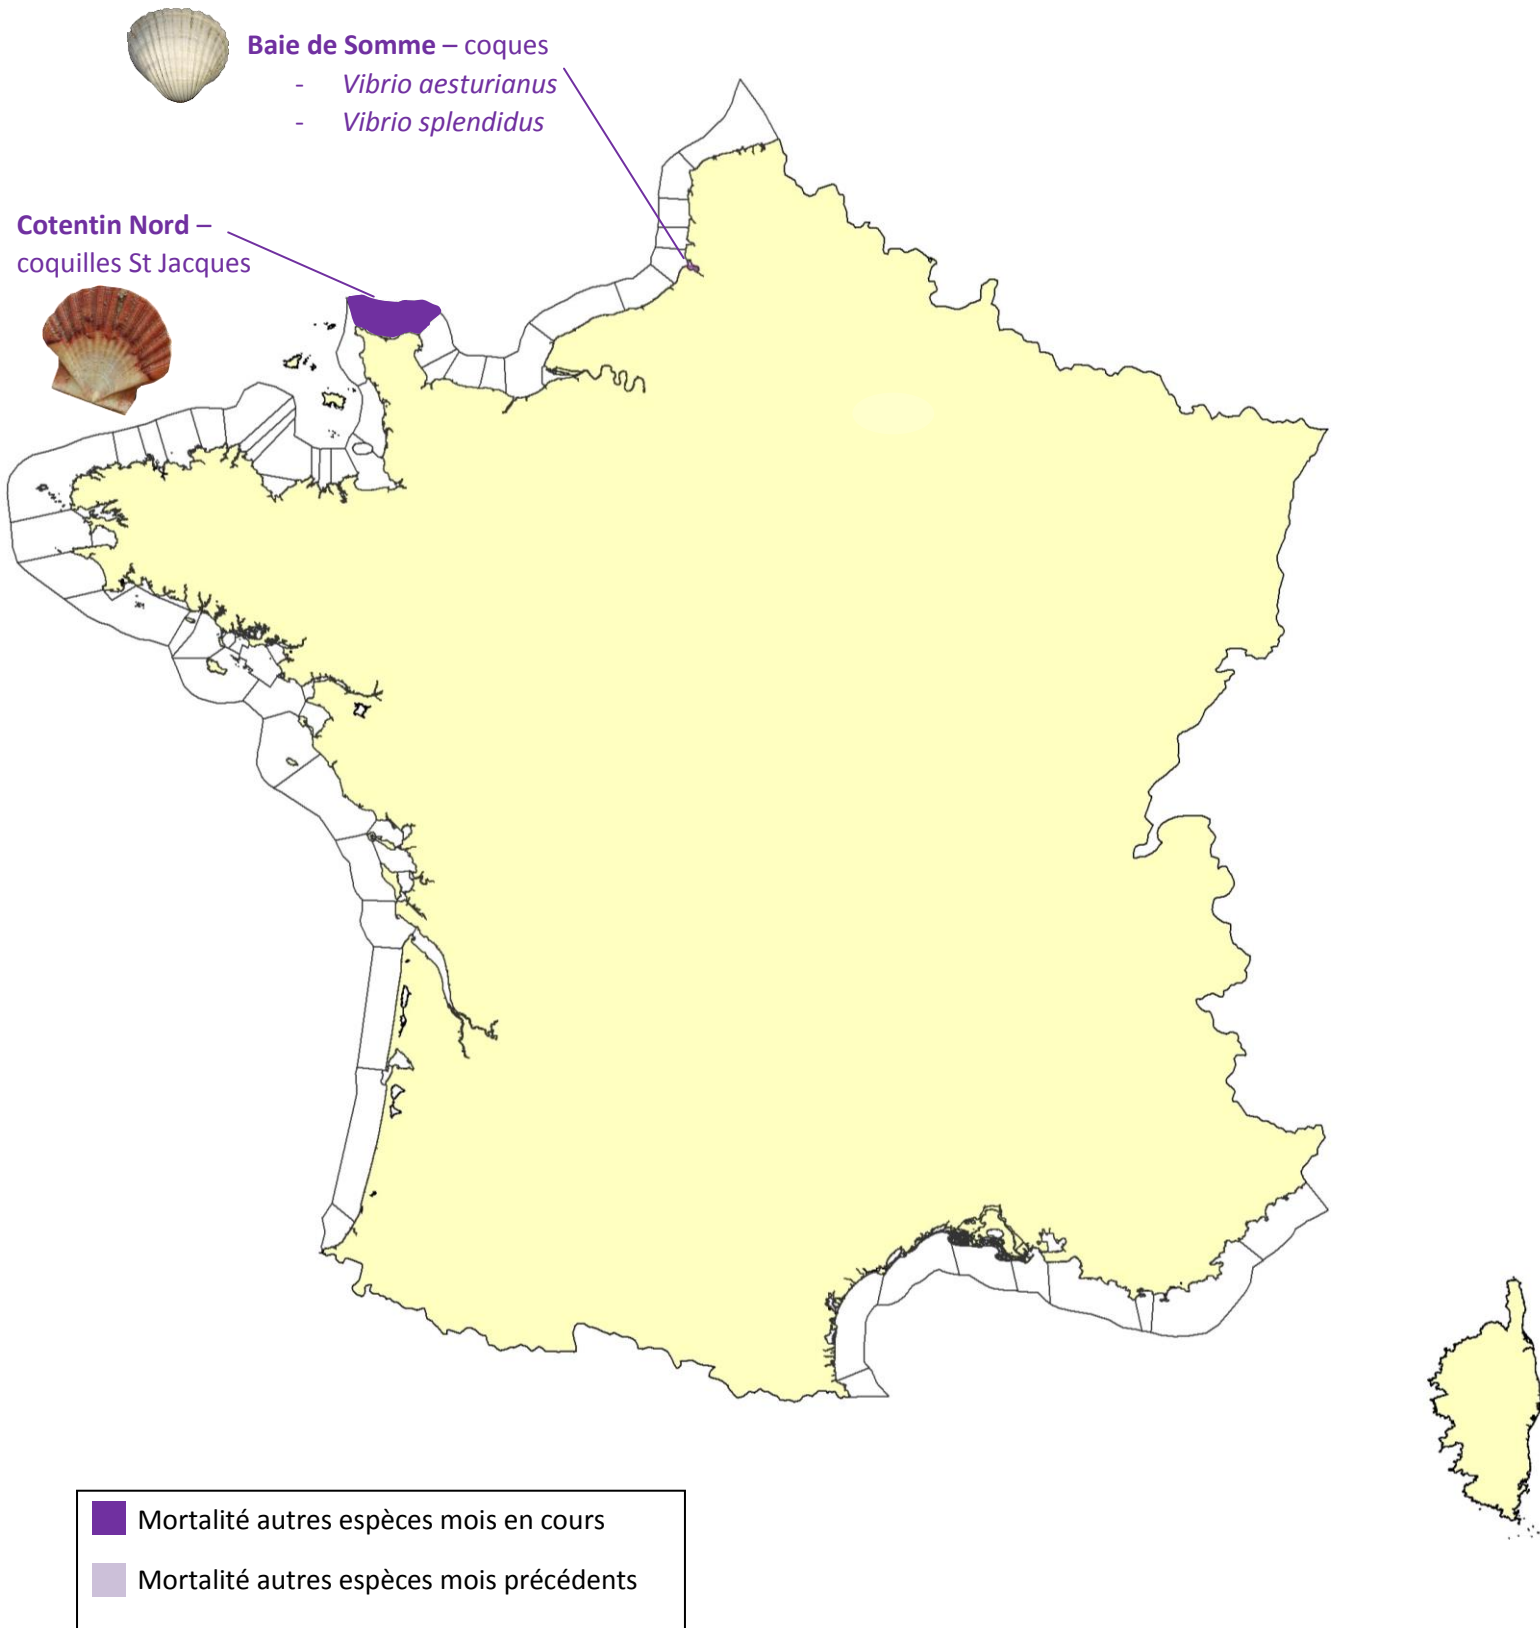 Baie de Somme – coques
- Vibrio aesturianus
- Vibrio splendidus
Cotentin Nord –
coquilles St Jacques
Mortalité autres espèces mois en cours
Mortalité autres espèces mois précédents